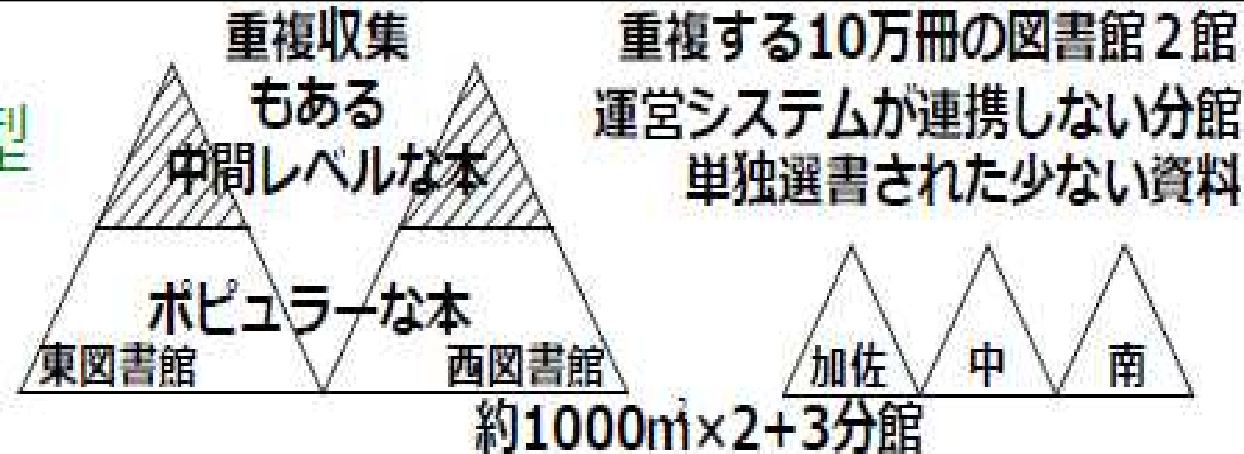 重複収集
もある
中間レベルな本
ポピュラーな本
東図書館
西図書館
重複する10万冊の図書館2館
運営システムが連携しない分館
単独選書された少ない資料
加佐
中
南
約1000㎡×2+3分館